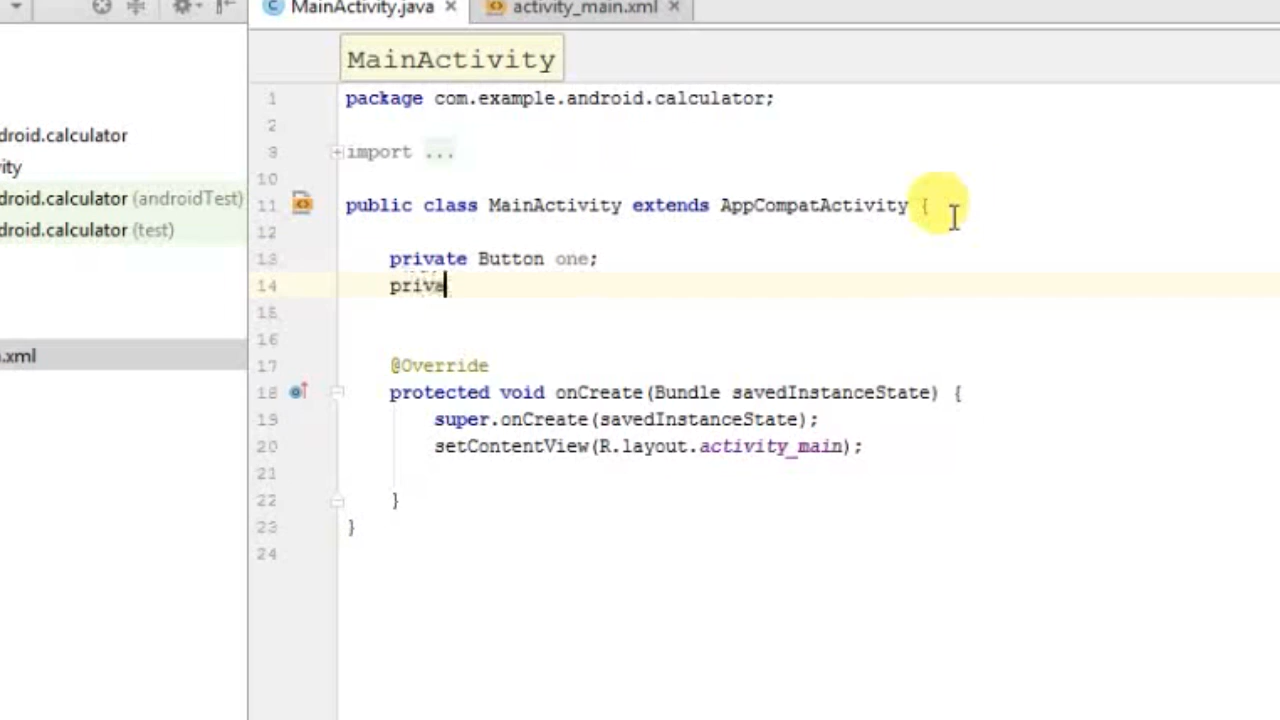 MainActivity.java
activity_main.xml
MainActivity
droid.calculator
ity
droid.calculator (androidTest)
droid.calculator (test)
.xml
1 package com.example.android.calculator;
2
3 import ...
10
11 public class MainActivity extends AppCompatActivity {
12
13 private Button one;
14 priva
15
16
17 @Override
18 protected void onCreate(Bundle savedInstanceState) {
19 super.onCreate(savedInstanceState);
20 setContentView(R.layout.activity_main);
21
22 }
23 }
24